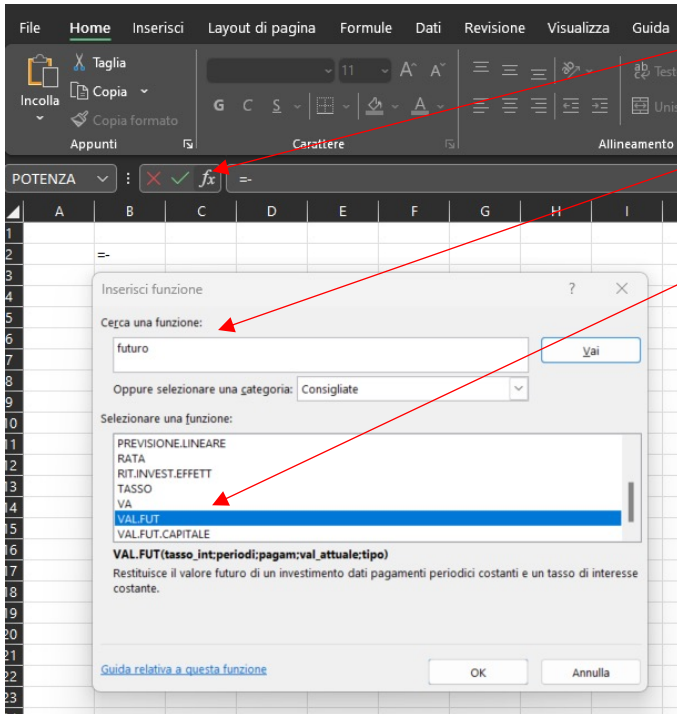 File Home Inserisci Layout di pagina Formule Dati Revisione Visualizza Guida
Taglia
Copia
Copia formato
Incolla
11 A A ab Test
G C S A Unis
Appunti Carattere Allineamento
POTENZA fx =-
A B C D E F G H I
1
2 =-
3
4 Inserisci funzione ? ×
5 Cerca una funzione:
6 futuro
7 Vai
8 Oppure selezionare una categoria: Consigliate
9
10 Selezionare una funzione:
11 PREVISIONE.LINEARE
12 RATA
RIT.INVEST.EFFETT
13 TASSO
14 VA
15 VAL.FUT
VAL.FUT.CAPITALE
16 VAL.FUT(tasso_int;periodi;pagam;val_attuale;tipo)
17 Restituisce il valore futuro di un investimento dati pagamenti periodici costanti e un tasso di interesse
18 costante.
19
20
21 Guida relativa a questa funzione
22 OK Annulla
23